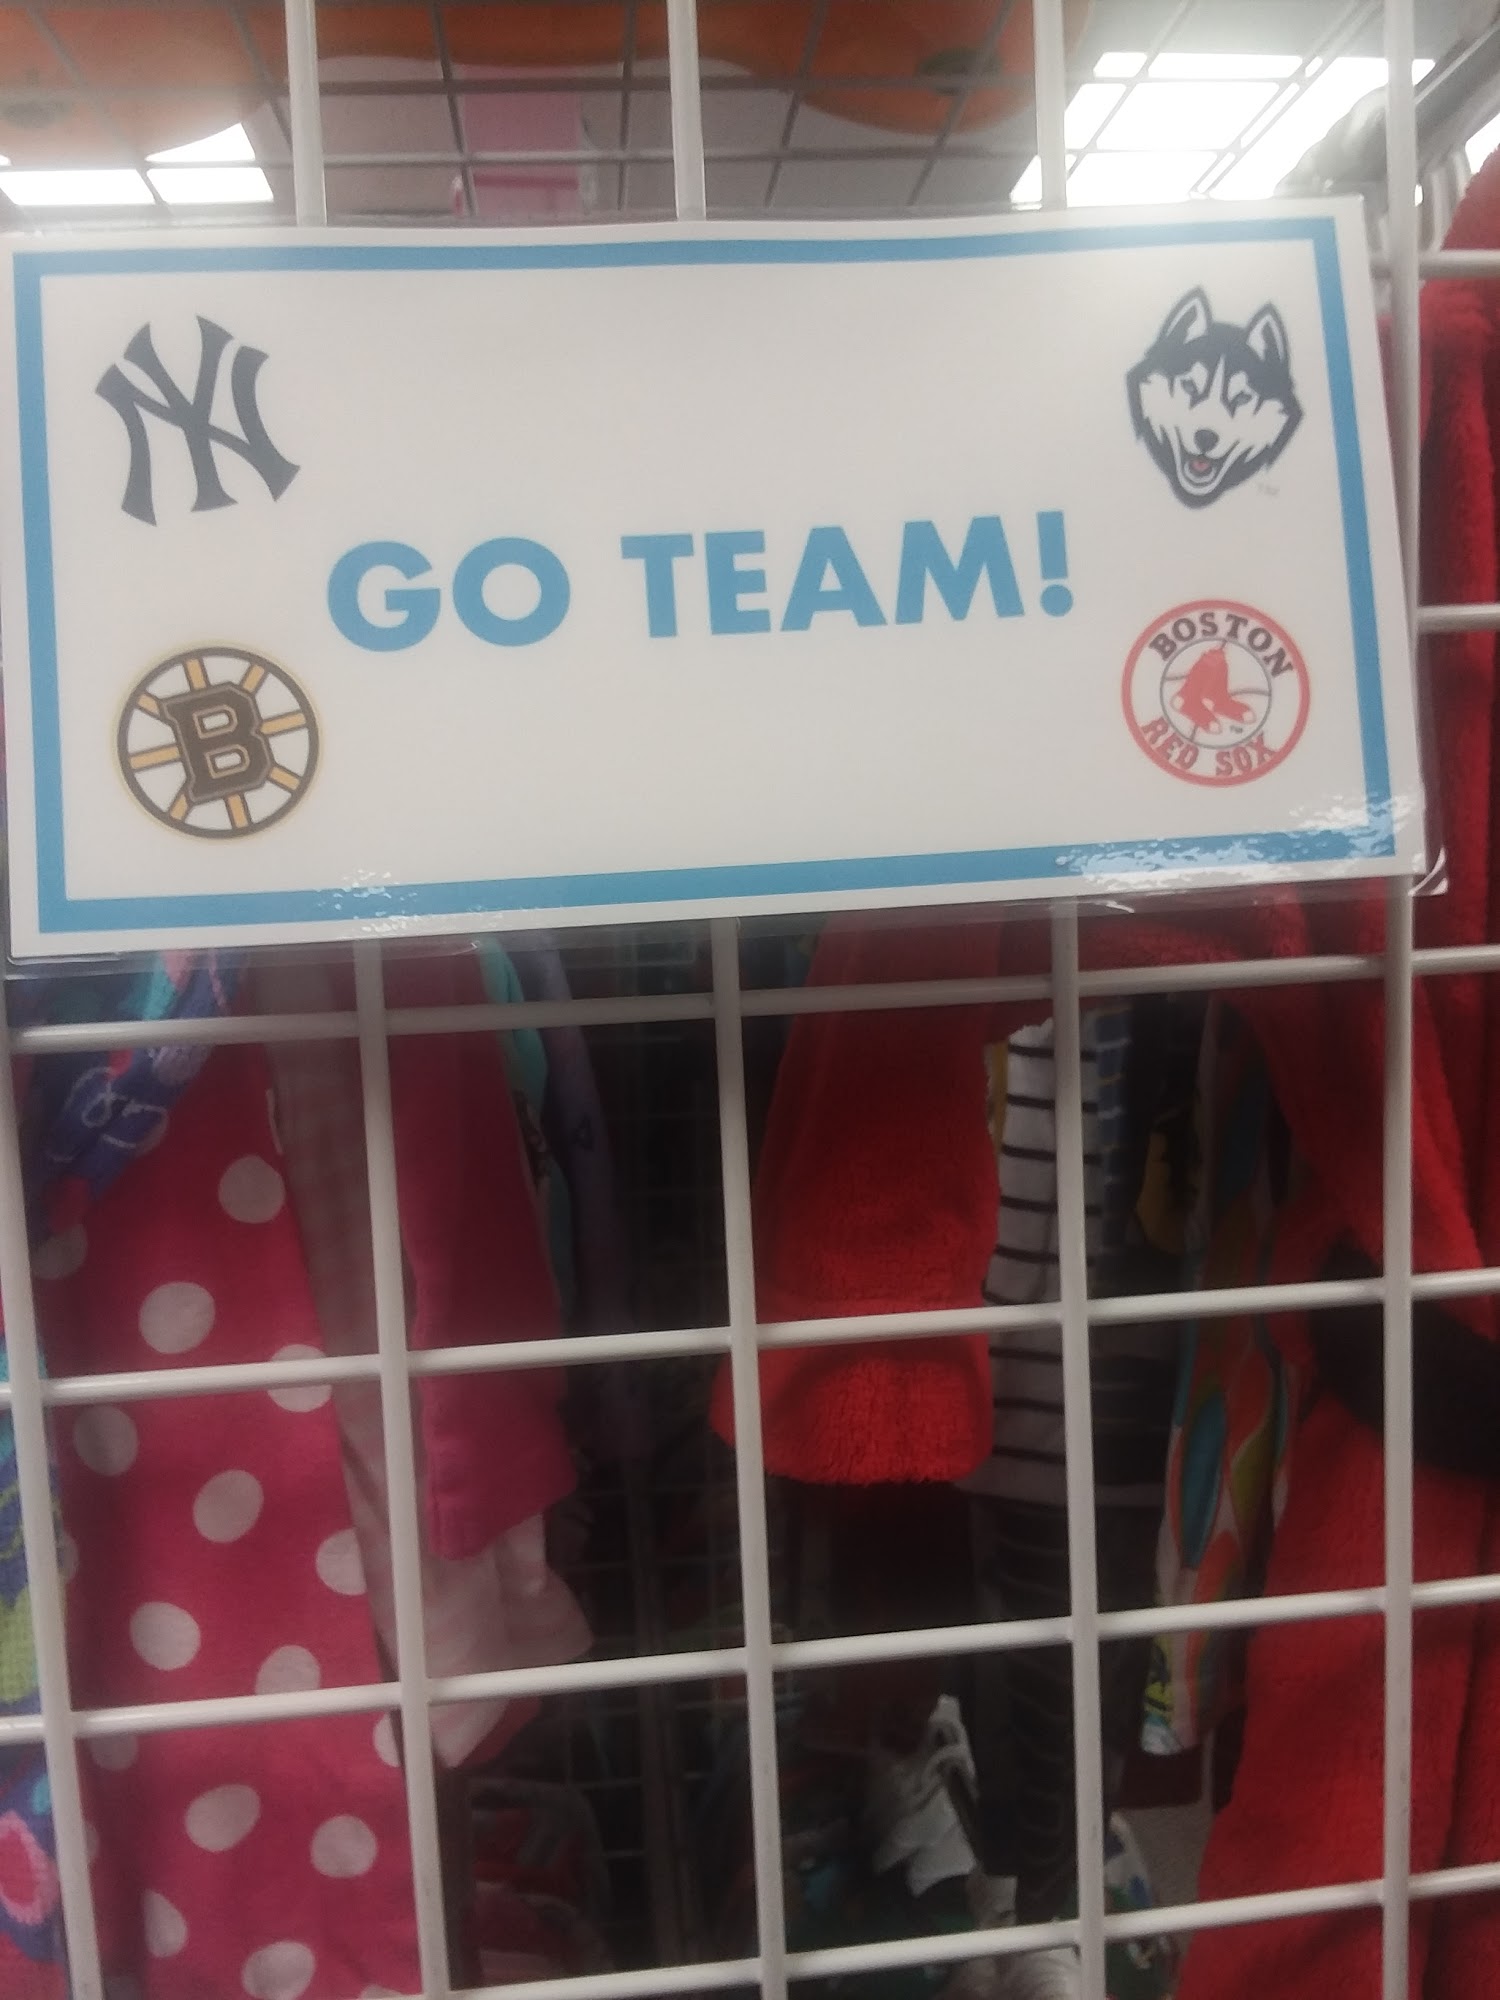 NY
GO TEAM!
B
BOSTON
RED SOX